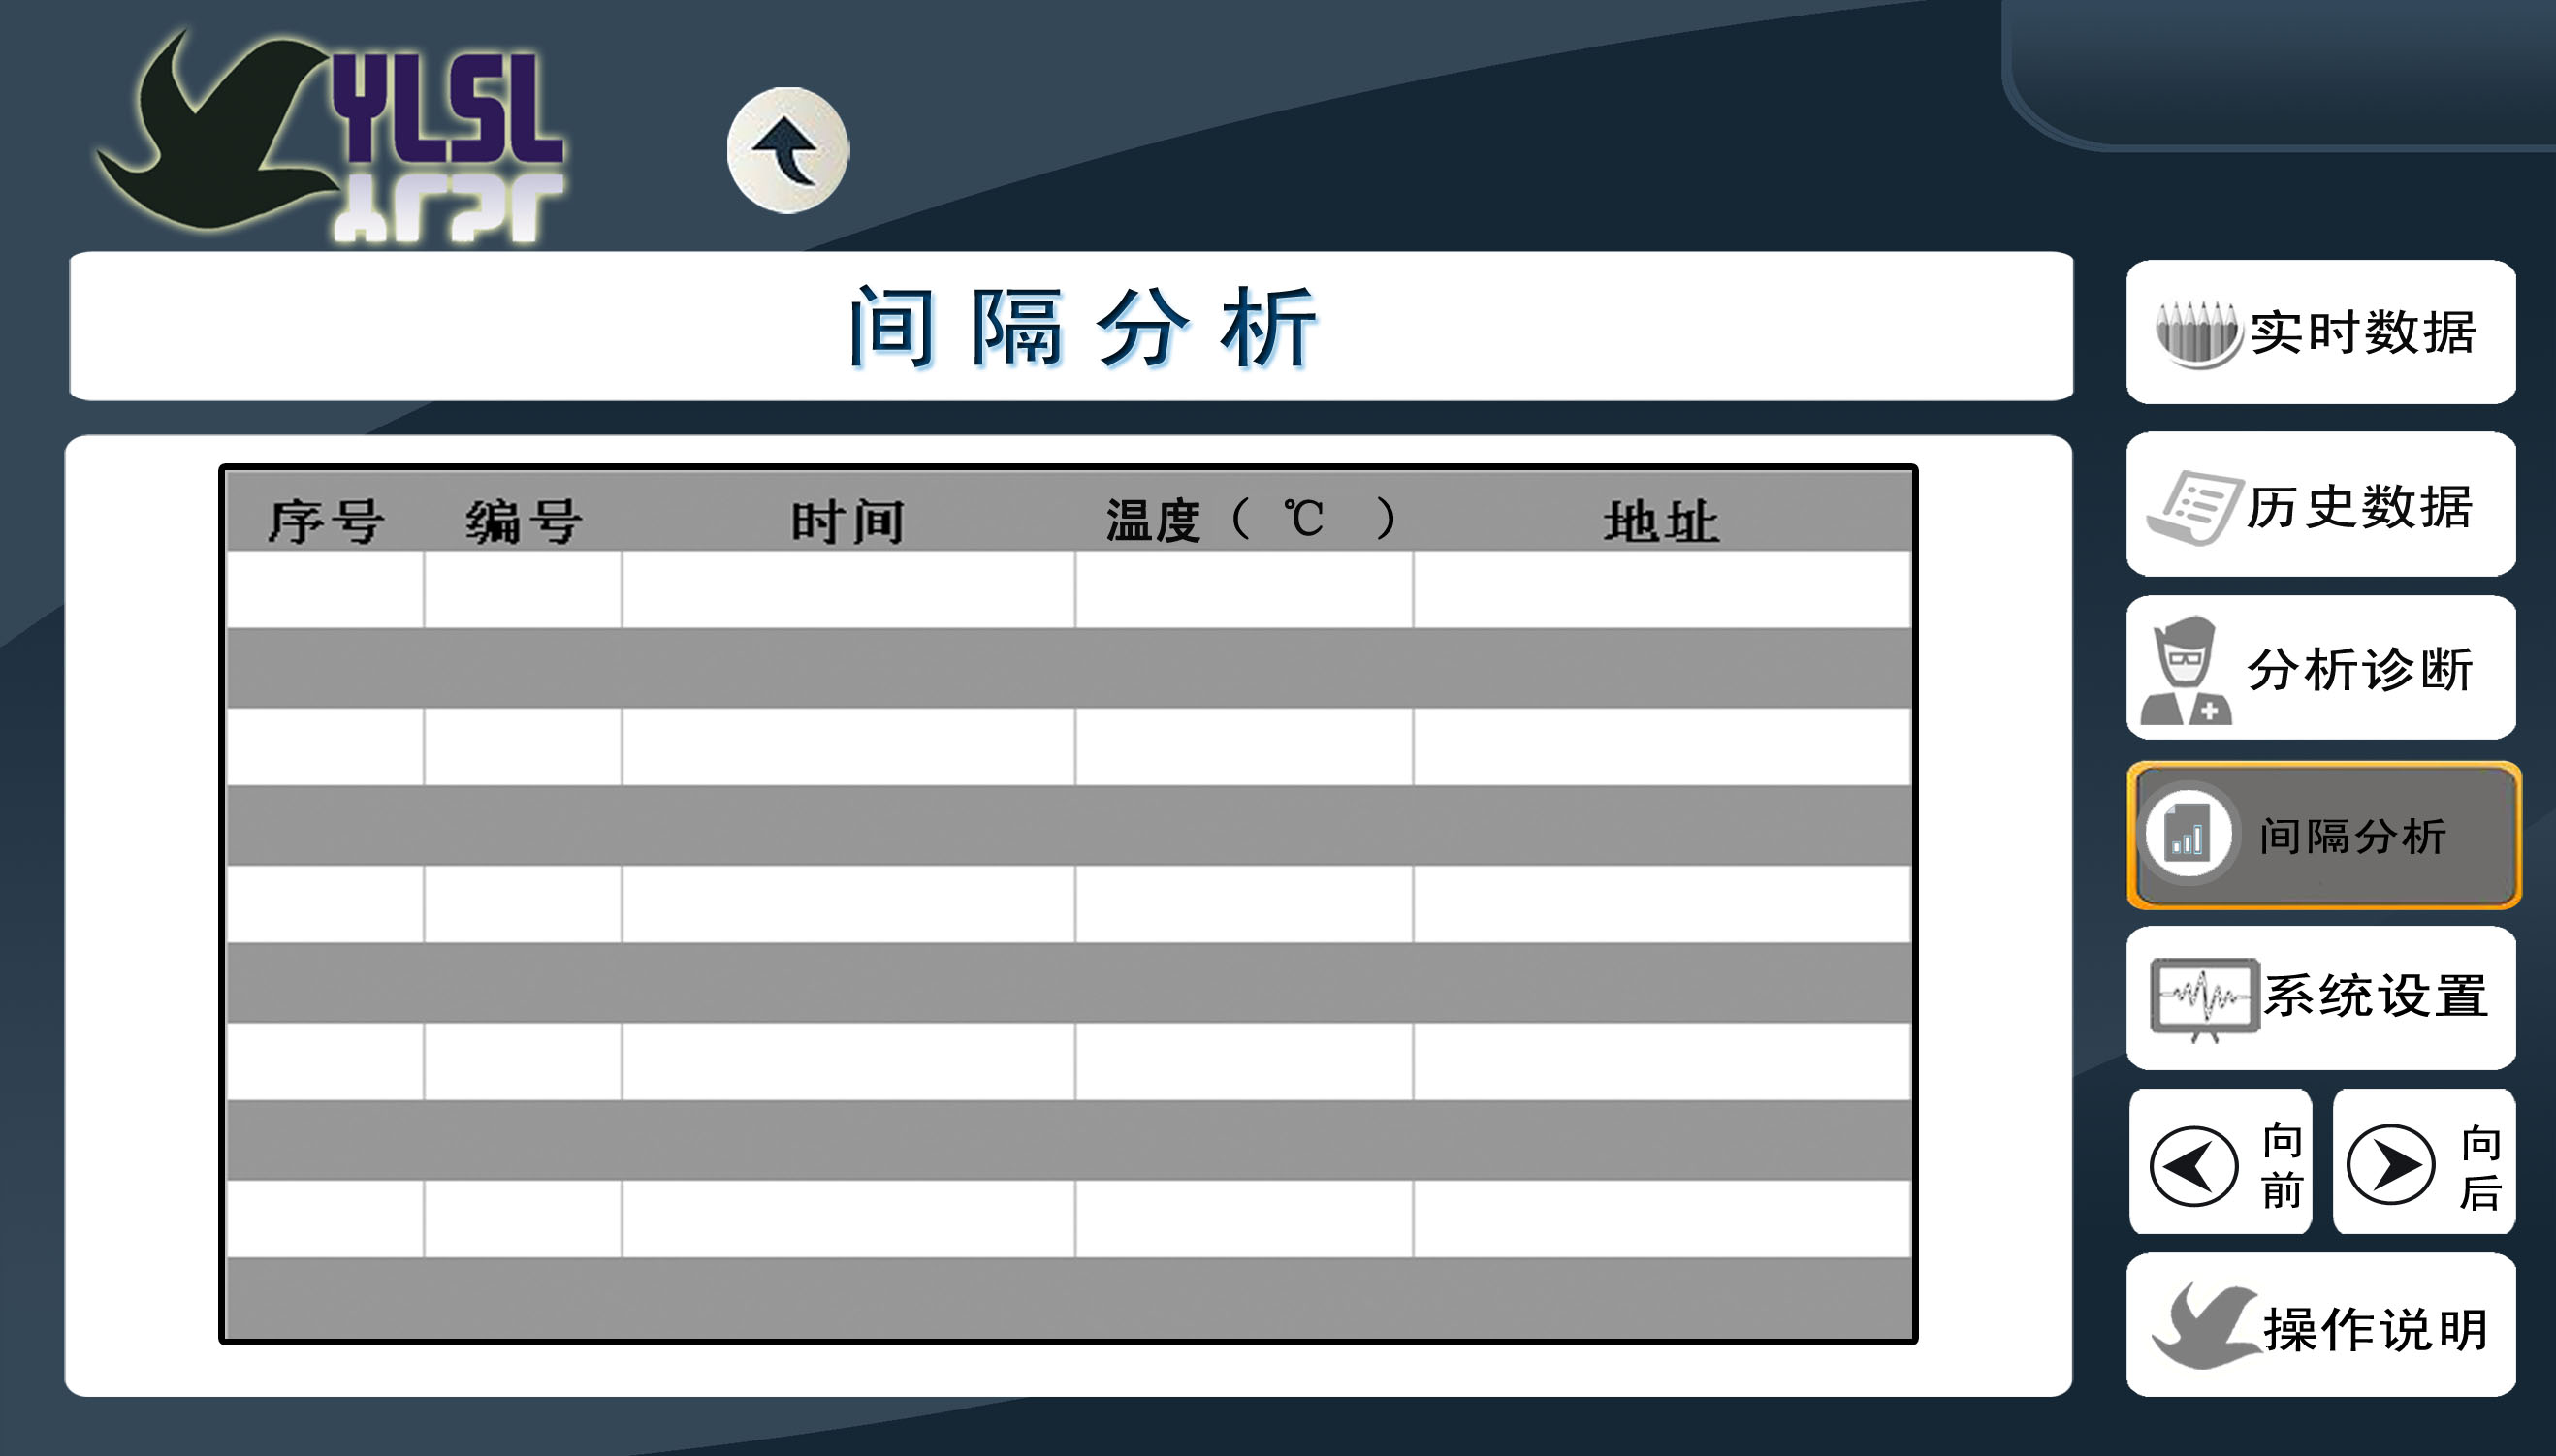 YLSL
间隔分析
序号 编号 时间 温度（ ℃ ） 地址
实时数据
历史数据
分析诊断
间隔分析
系统设置
向前
向后
操作说明